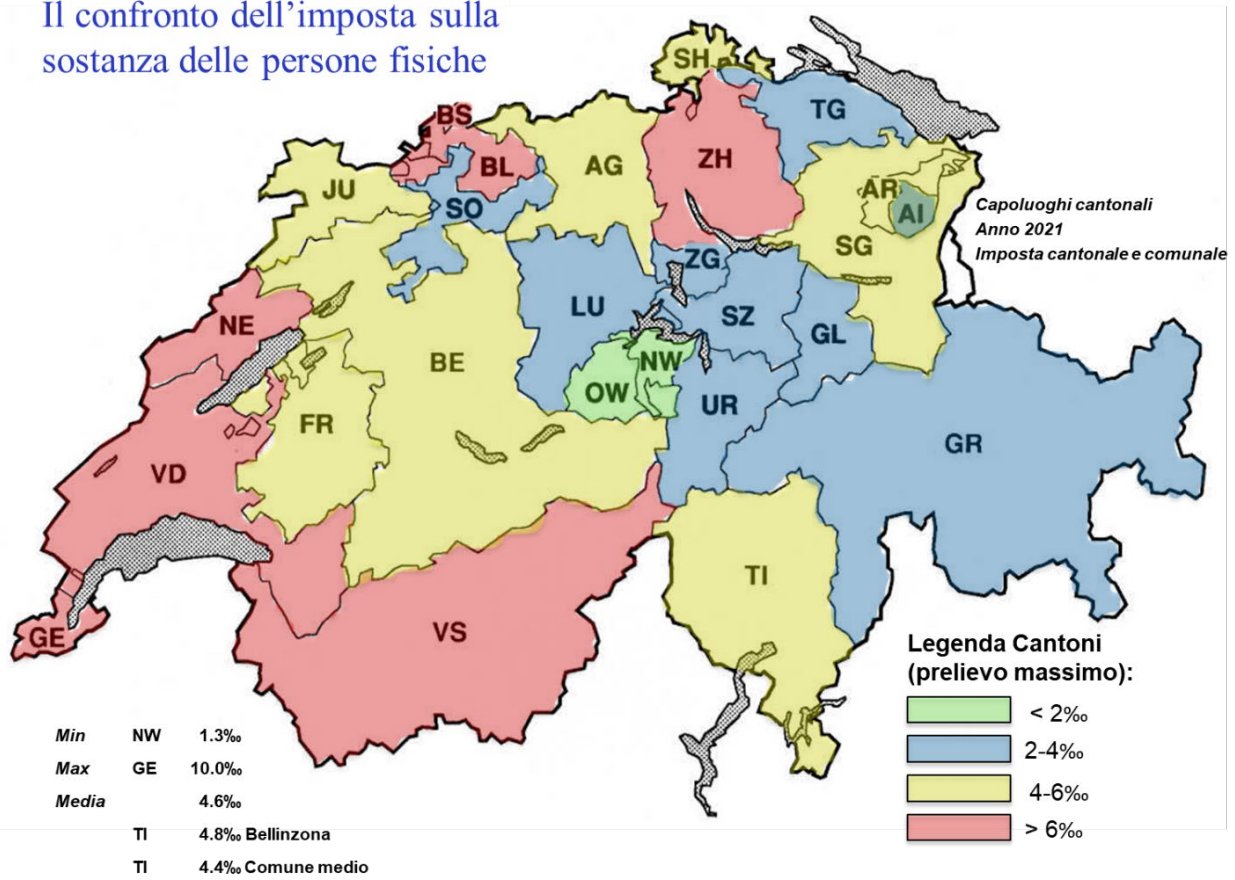 Il confronto dell'imposta sulla
sostanza delle persone fisiche
SH
BS
TG
BL
AG
ZH
JU
SO
AR
AI
Capoluoghi cantonali
Anno 2021
Imposta cantonale e comunale
SG
ZG
LU
SZ
NE
GL
BE
NW
OW
UR
FR
GR
VD
TI
VS
GE
Legenda Cantoni
(prelievo massimo):
< 2‰
2-4‰
4-6‰
> 6‰
Min NW 1.3‰
Max GE 10.0‰
Media 4.6‰
TI 4.8‰ Bellinzona
TI 4.4‰ Comune medio